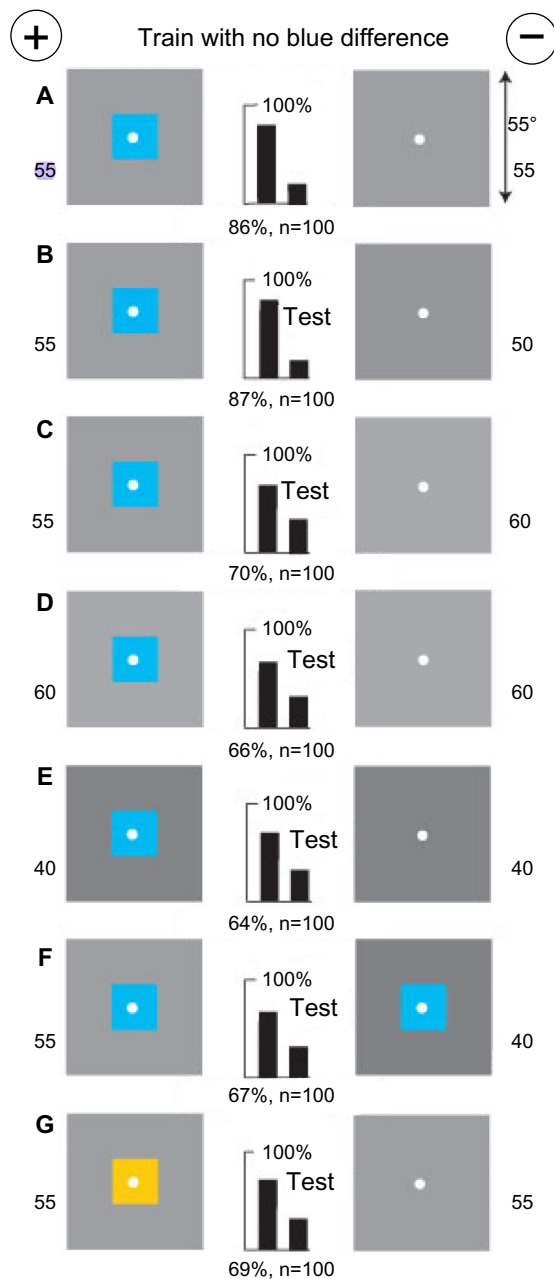 + Train with no blue difference −
A 100% 55°
55 55
86%, n=100
B 100%
Test
55 50
87%, n=100
C 100%
Test
55 60
70%, n=100
D 100%
Test
60 60
66%, n=100
E 100%
Test
40 40
64%, n=100
F 100%
Test
55 40
67%, n=100
G 100%
Test
55 55
69%, n=100